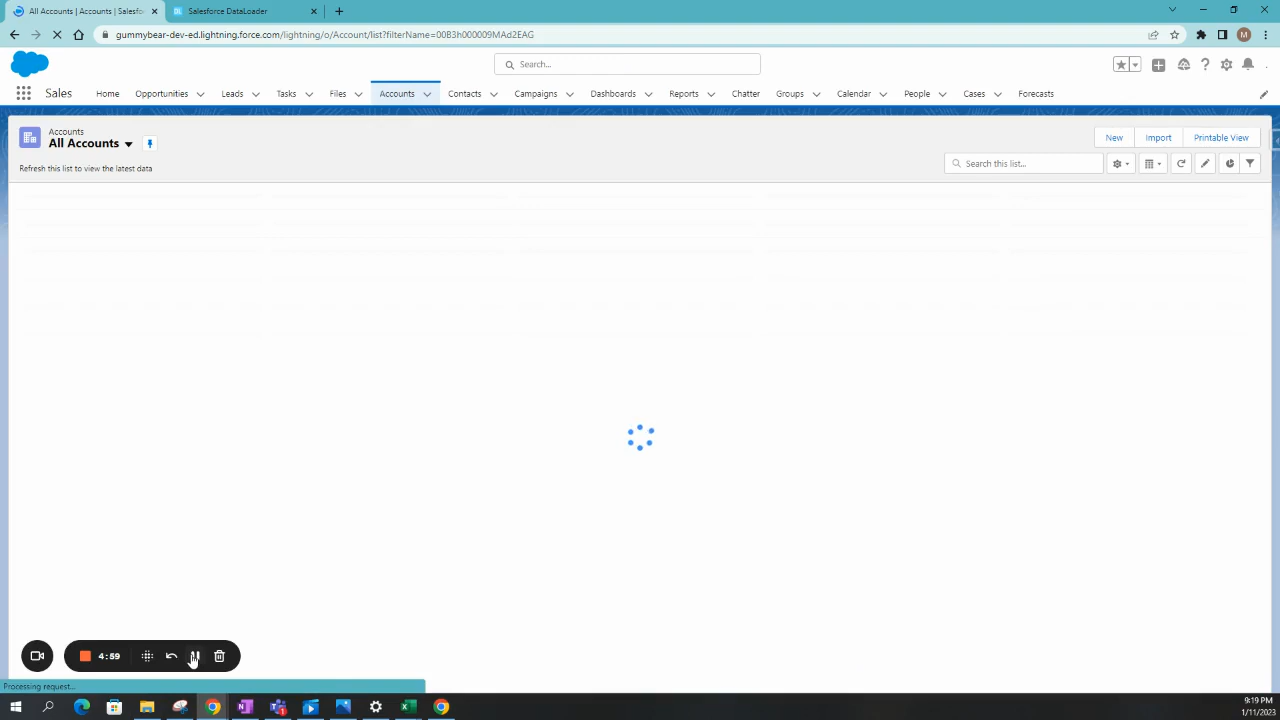 All Accounts | Accounts | Salesfo
Salesforce DataLoader
gummybear-dev-ed.lightning.force.com/lightning/o/Account/list?filterName=00B3h000009MAd2EAG
M
Search...
Sales
Home
Opportunities
Leads
Tasks
Files
Accounts
Contacts
Campaigns
Dashboards
Reports
Chatter
Groups
Calendar
People
Cases
Forecasts
Accounts
All Accounts
New
Import
Printable View
Refresh this list to view the latest data
Search this list...
4:59
Processing request...
9:19 PM
1/11/2023